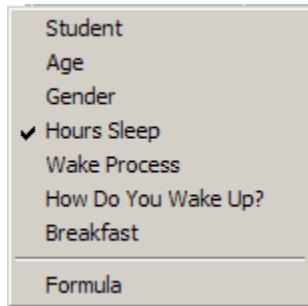 Student
Age
Gender
Hours Sleep
Wake Process
How Do You Wake Up?
Breakfast
Formula